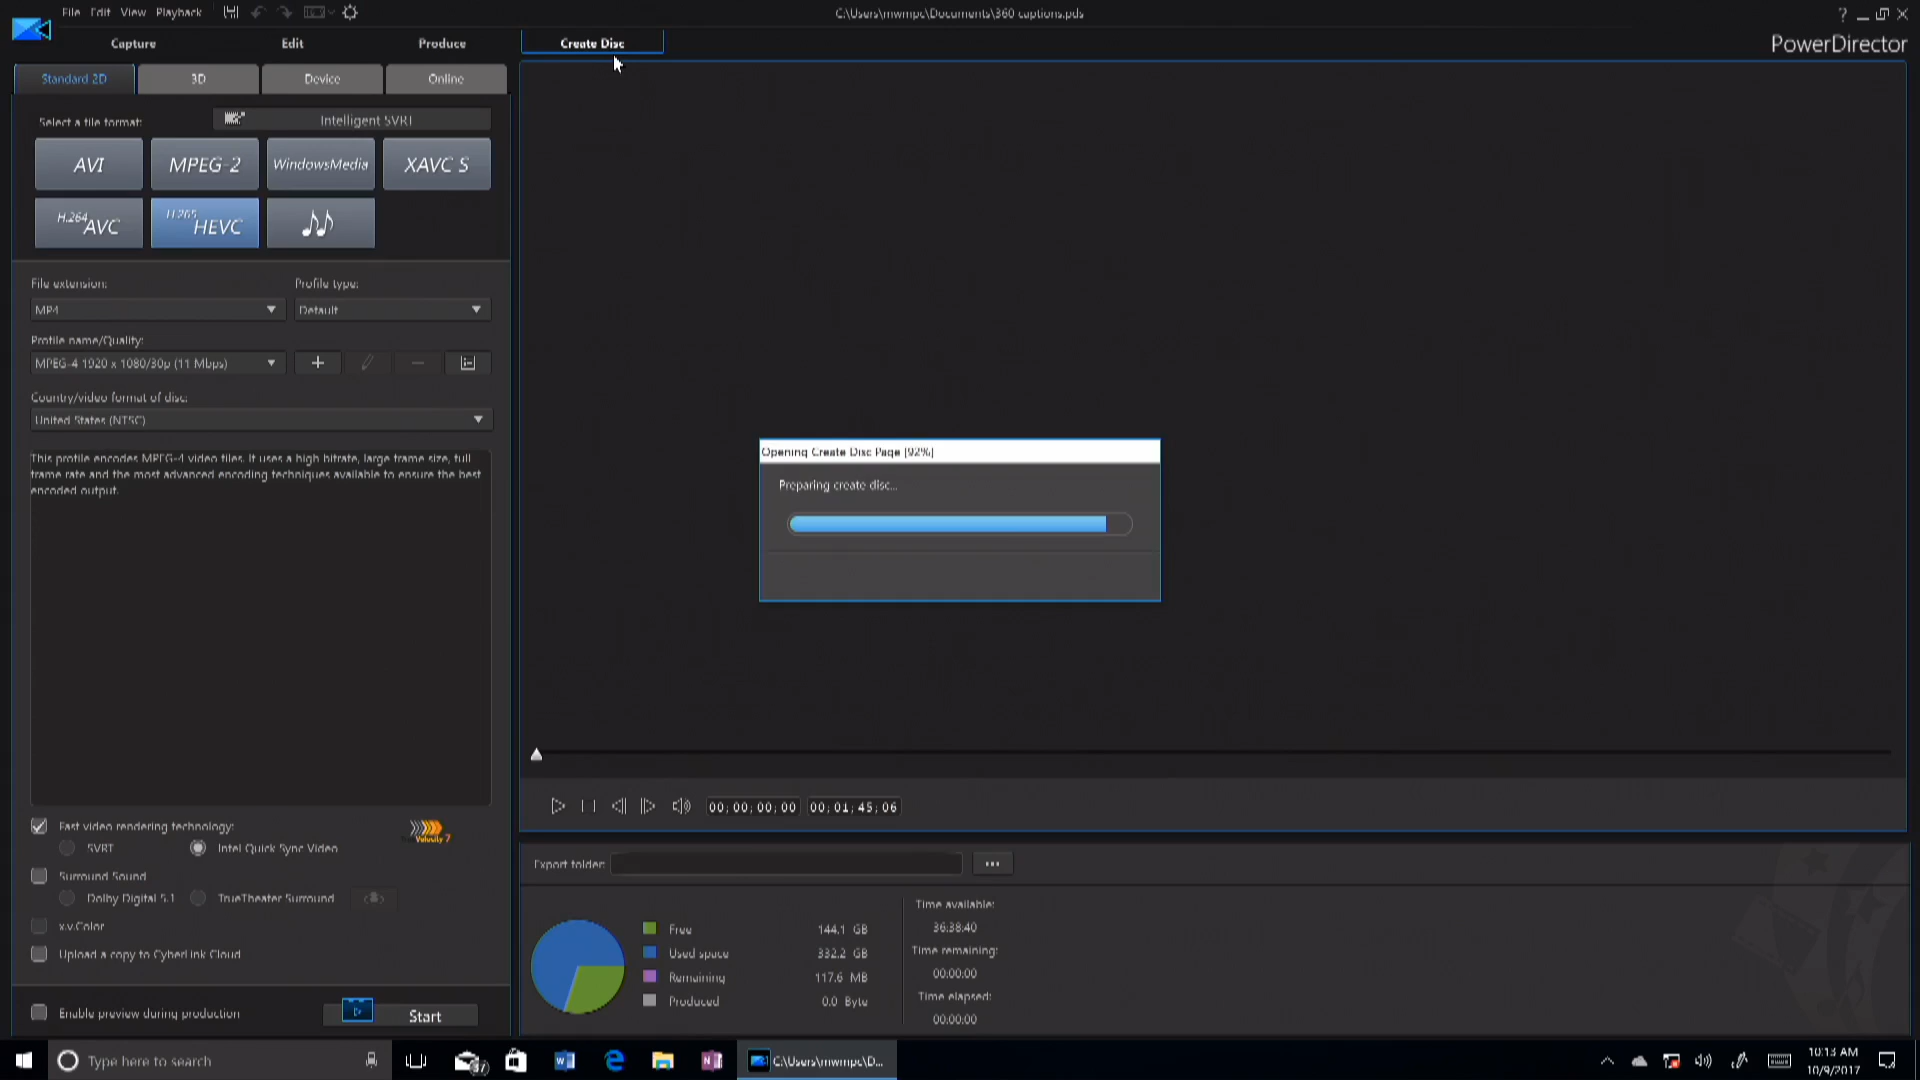 File Edit View Playback
C:\Users\mwmpc\Documents\360 captions.pds
?
Capture Edit Produce Create Disc
PowerDirector
Standard 2D 3D Device Online
Select a file format:
Intelligent SVRT
AVI MPEG-2 WindowsMedia XAVC S
H.264 AVC H.265 HEVC
File extension: Profile type:
MP4 Default
Profile name/Quality:
MPEG-4 1920 x 1080/30p (11 Mbps)
Country/video format of disc:
United States (NTSC)
This profile encodes MPEG-4 video files. It uses a high bitrate, large frame size, full
frame rate and the most advanced encoding techniques available to ensure the best
encoded output.
Opening Create Disc Page [92%]
Preparing create disc...
00;00;00;00 00;01;45;06
Fast video rendering technology:
Velocity 7
SVRT Intel Quick Sync Video
Surround Sound
Dolby Digital 5.1 TrueTheater Surround
x.v.Color
Upload a copy to CyberLink Cloud
Enable preview during production
Start
Export folder:
...
Free 144.1 GB
Used space 332.2 GB
Remaining 117.6 MB
Produced 0.0 Byte
Time available:
36:38:40
Time remaining:
00:00:00
Time elapsed:
00:00:00
Type here to search
C:\Users\mwmpc\D...
10:13 AM
10/9/2017